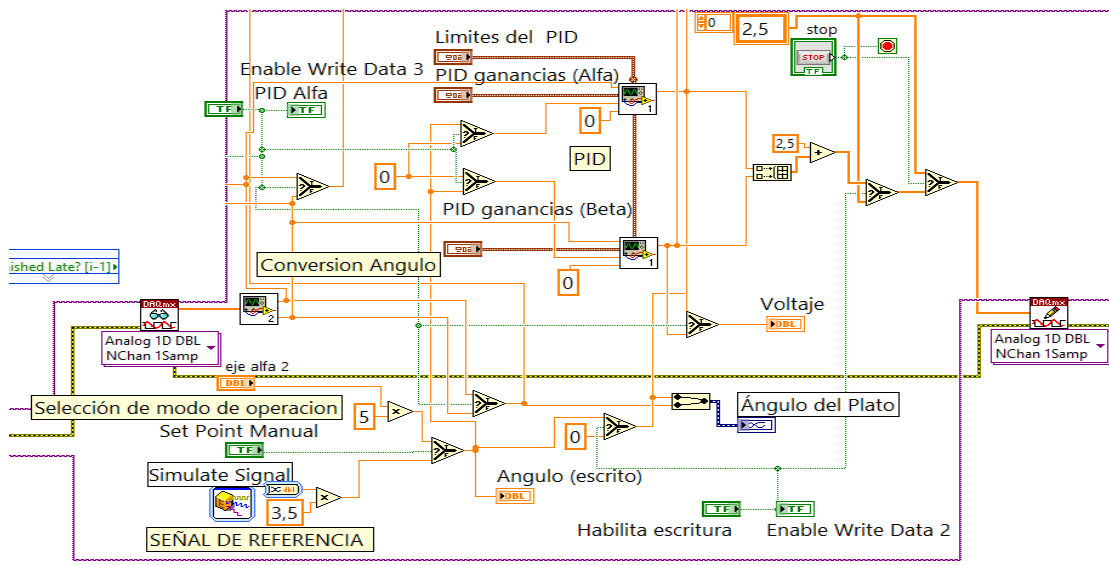 Limites del PID
0
2,5
stop
STOP
TF
Enable Write Data 3
PID ganancias (Alfa)
PID Alfa
TF
TF
1
0
2,5
PID
0
PID ganancias (Beta)
1
Conversion Angulo
ished Late? [i-1]
0
DAQmx
2
Voltaje
DAQmx
DBL
Analog 1D DBL
NChan 1Samp
Analog 1D DBL
NChan 1Samp
eje alfa 2
DBL
Selección de modo de operacion
5
Ángulo del Plato
Set Point Manual
TF
0
Simulate Signal
Angulo (escrito)
DBL
3,5
TF
TF
Habilita escritura
Enable Write Data 2
SEÑAL DE REFERENCIA